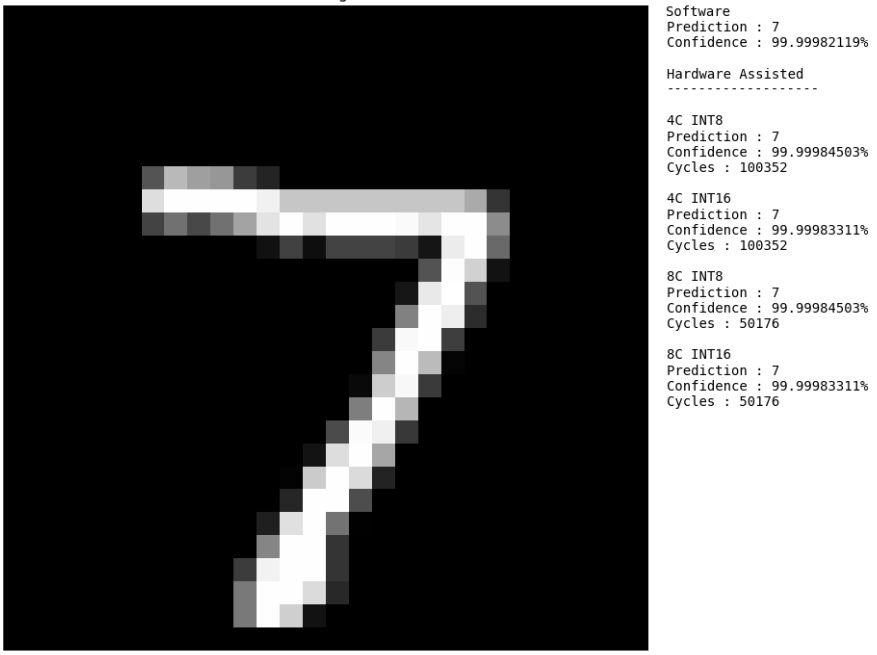 7
Software
Prediction : 7
Confidence : 99.99982119%
Hardware Assisted
-------------------
4C INT8
Prediction : 7
Confidence : 99.99984503%
Cycles : 100352
4C INT16
Prediction : 7
Confidence : 99.99983311%
Cycles : 100352
8C INT8
Prediction : 7
Confidence : 99.99984503%
Cycles : 50176
8C INT16
Prediction : 7
Confidence : 99.99983311%
Cycles : 50176